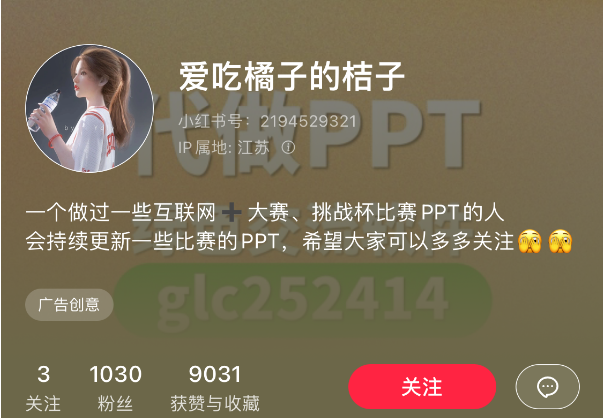 爱吃橘子的桔子
代做PPT
小红书号：2194529321
IP属地: 江苏
一个做过一些互联网➕大赛、挑战杯比赛PPT的人
会持续更新一些比赛的PPT，希望大家可以多多关注🫣🫣
glc252414
广告创意
3
1030
9031
关注
粉丝
获赞与收藏
关注